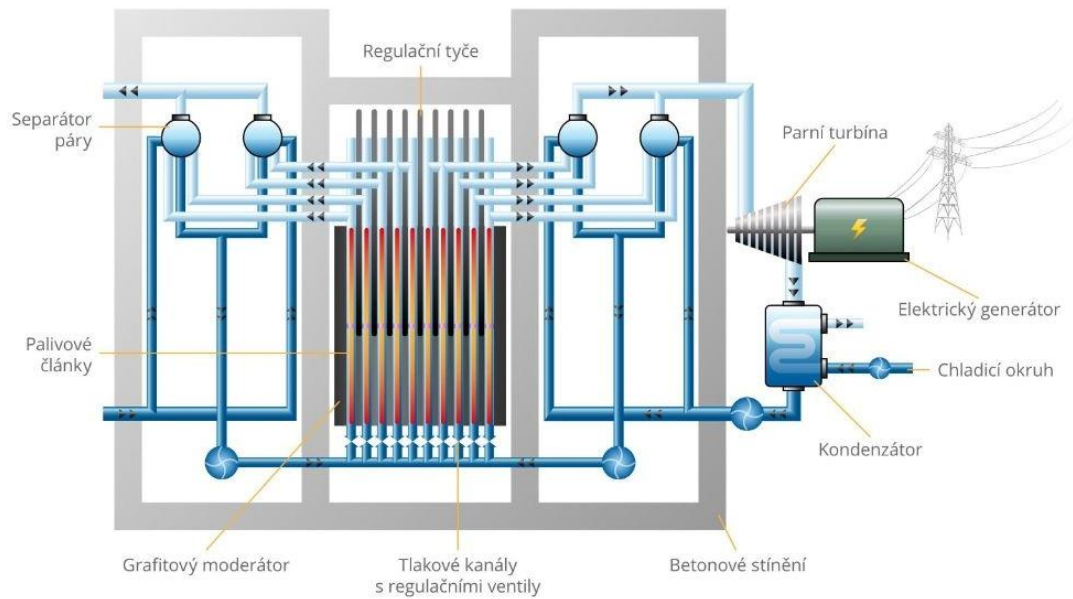 Regulační tyče
Separátor
páry
Parní turbína
Elektrický generátor
Palivové
články
Chladicí okruh
Kondenzátor
Grafitový moderátor
Tlakové kanály
s regulačními ventily
Betonové stínění